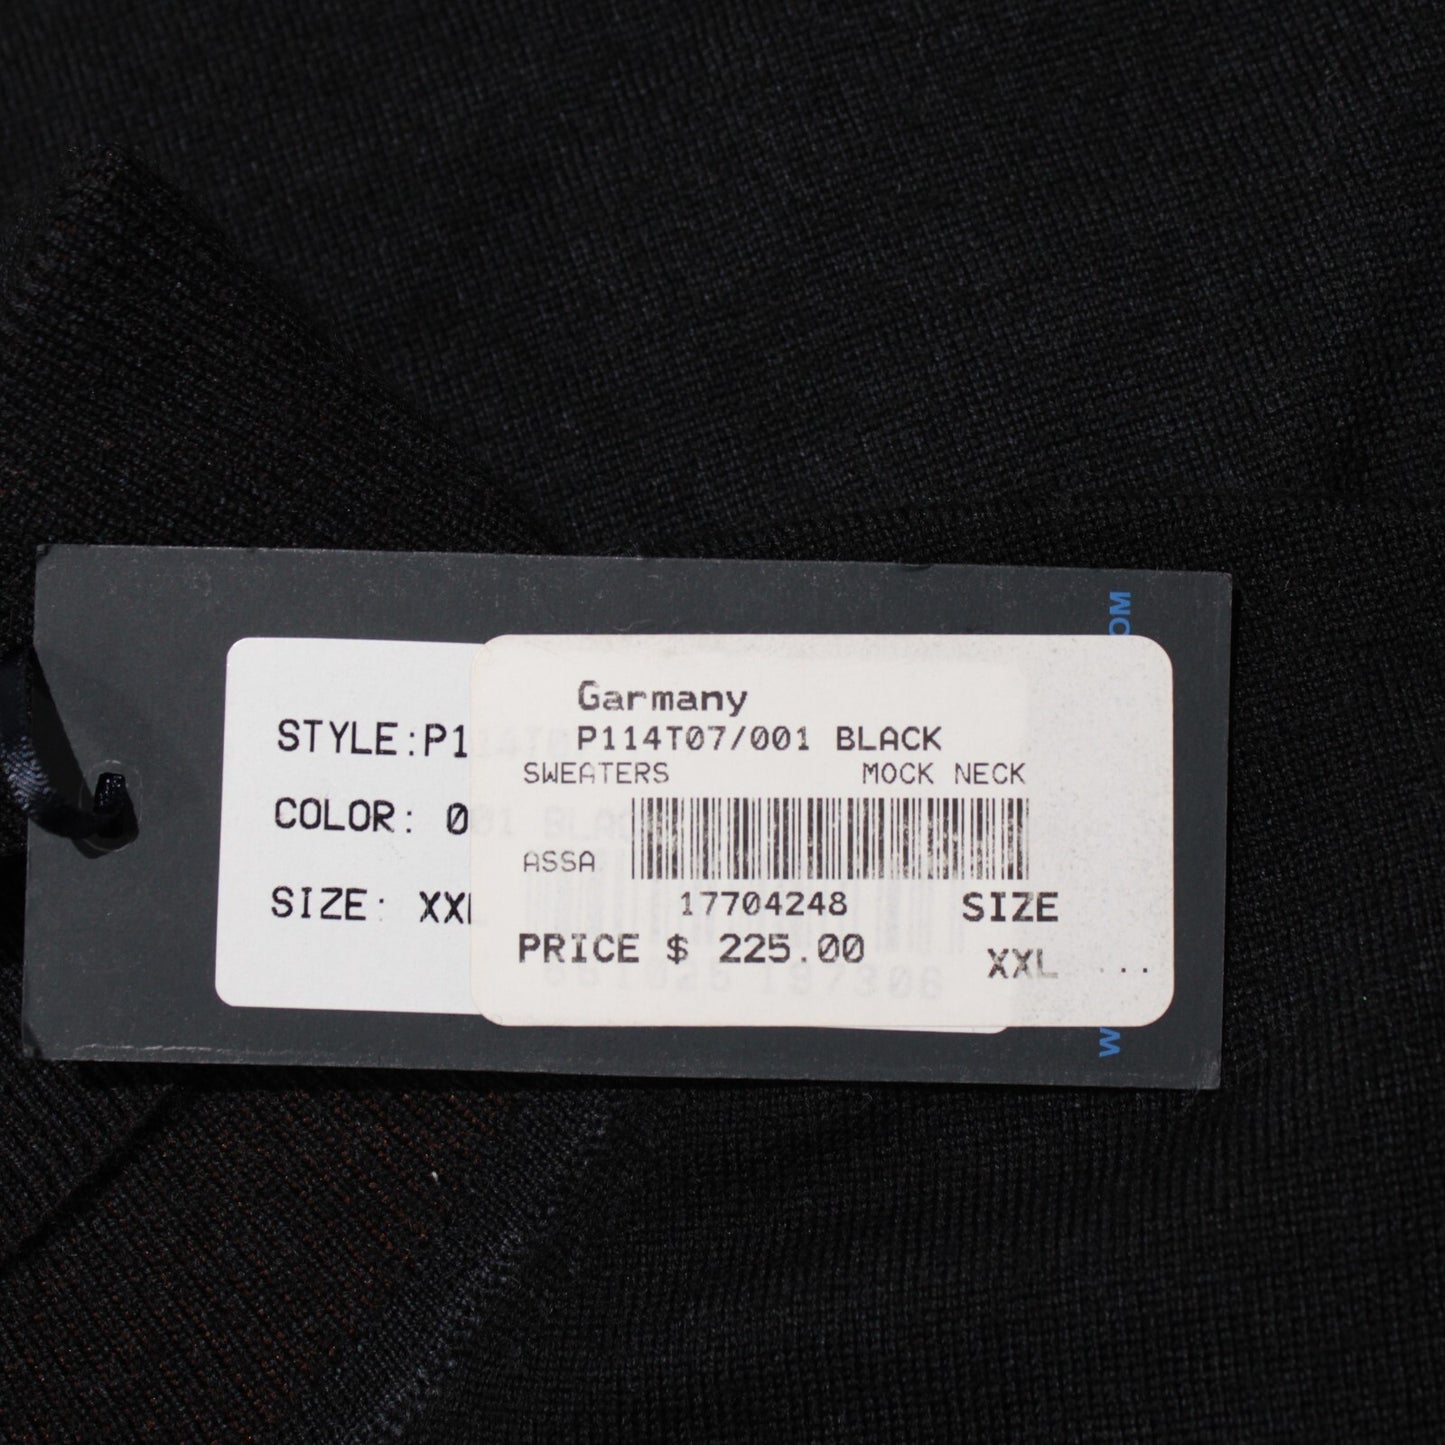 STYLE:P1
COLOR: 0
SIZE: XXL
Garmany
P114T07/001 BLACK
SWEATERS MOCK NECK
ASSA
17704248 SIZE
PRICE $ 225.00
XXL ...
OM
W